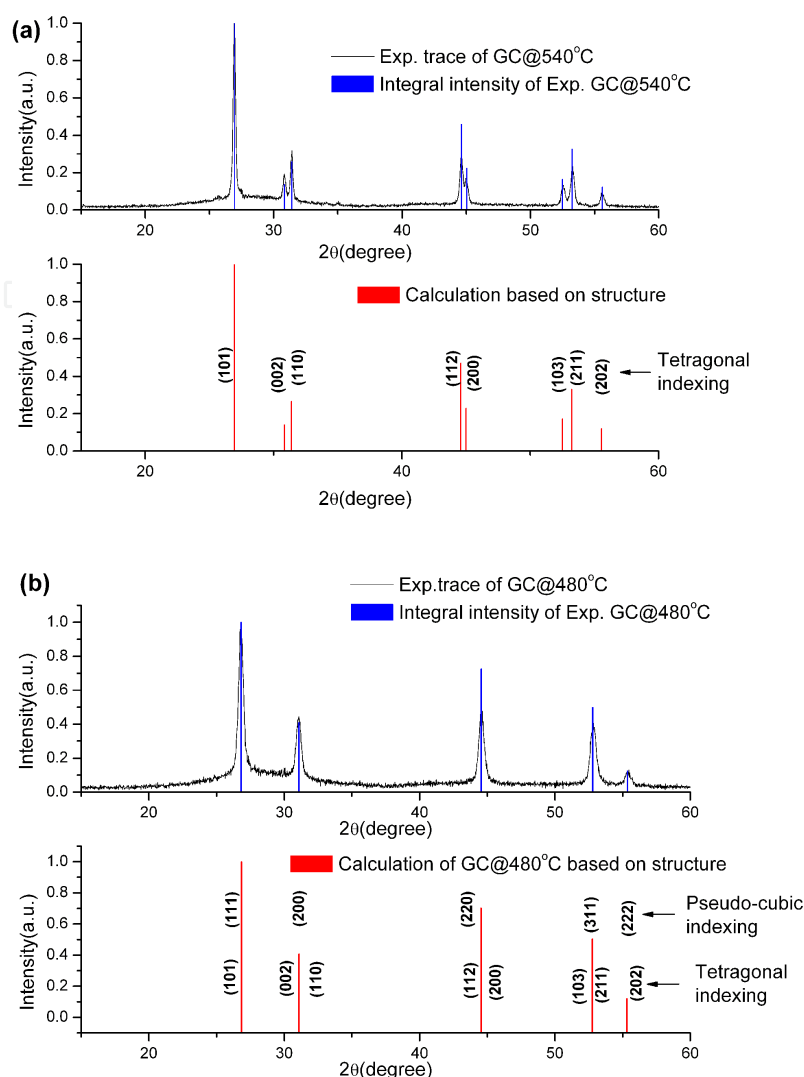 (a)
Exp. trace of GC@540°C
Integral intensity of Exp. GC@540°C
Intensity(a.u.)
1.0
0.8
0.6
0.4
0.2
0.0
20 30 40 50 60
2θ(degree)
Calculation based on structure
Intensity(a.u.)
1.0
0.8
0.6
0.4
0.2
0.0
(101)
(002)
(110)
(112)
(200)
(103)
(211)
(202)
Tetragonal
indexing
20 40 60
2θ(degree)
(b)
Exp.trace of GC@480°C
Integral intensity of Exp. GC@480°C
Intensity(a.u.)
1.0
0.8
0.6
0.4
0.2
0.0
20 30 40 50 60
2θ(degree)
Calculation of GC@480°C based on structure
Intensity(a.u.)
1.0
0.8
0.6
0.4
0.2
0.0
(111)
(200)
(220)
(311)
(222)
Pseudo-cubic
indexing
(101)
(002)
(110)
(112)
(200)
(103)
(211)
(202)
Tetragonal
indexing
20 30 40 50 60
2θ(degree)